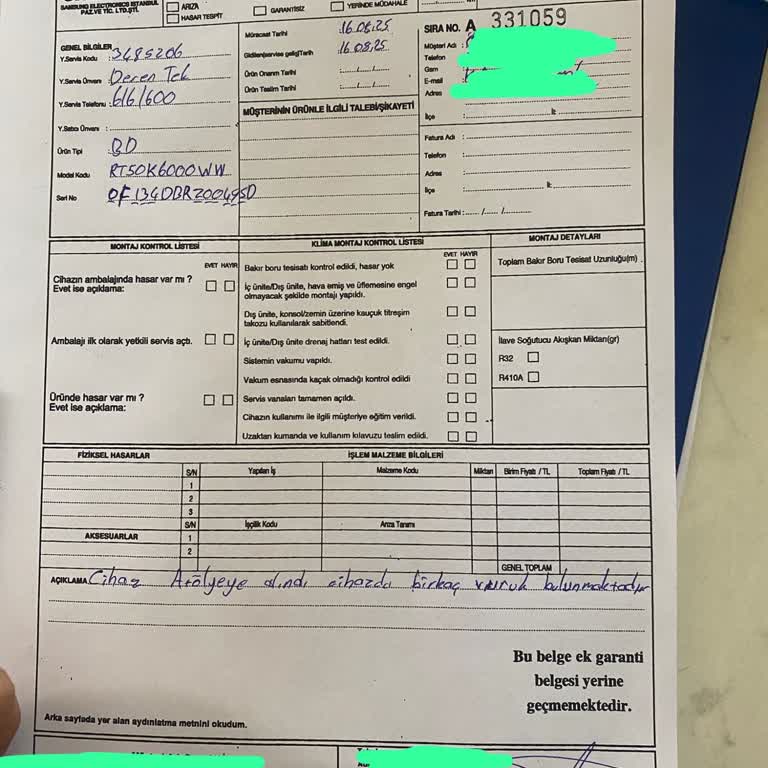 SAMSUNG ELECTRONICS ISTANBUL
PAZ.VE TİC. LTD.ŞTİ.
ARIZA
HASAR TESPİT
GARANTİSİZ
YERİNDE MÜDAHALE
GENEL BİLGİLER
Y.Servis Kodu : 3485206
Y.Servis Ünvanı : Deren Tek
Y.Servis Telefonu : 6/6/600
Y.Satıcı Ünvanı :
Ürün Tipi BD
Model Kodu RT50K6000WW
Seri No
Müracaat Tarihi 16.08.25
Gidilen(servise geliş)Tarih 16.08.25
Ürün Onarım Tarihi
Ürün Teslim Tarihi
MÜŞTERİNİN ÜRÜNLE İLGİLİ TALEBİ/ŞİKAYETİ
SIRA NO. A 331059
Müşteri Adı :
Telefon
Gsm
E-mail
Adres
İlçe İl:
Fatura Adı :
Telefon :
Adres :
İlçe : İl:
Fatura Tarihi :
MONTAJ KONTROL LİSTESİ
EVET HAYIR
Cihazın ambalajında hasar var mı ?
Evet ise açıklama:
Ambalajı ilk olarak yetkili servis açtı.
Üründe hasar var mı ?
Evet ise açıklama:
KLİMA MONTAJ KONTROL LİSTESİ
EVET HAYIR
Bakır boru tesisatı kontrol edildi, hasar yok
İç ünite/Dış ünite, hava emiş ve üflemesine engel
olmayacak şekilde montajı yapıldı.
Dış ünite, konsol/zemin üzerine kauçuk titreşim
takozu kullanılarak sabitlendi.
İç ünite/Dış ünite drenaj hatları test edildi.
Sistemin vakumu yapıldı.
Vakum esnasında kaçak olmadığı kontrol edildi
Servis vanaları tamamen açıldı.
Cihazın kullanımı ile ilgili müşteriye eğitim verildi.
Uzaktan kumanda ve kullanım kılavuzu teslim edildi.
MONTAJ DETAYLARI
Toplam Bakır Boru Tesisat Uzunluğu(m) .
İlave Soğutucu Akışkan Miktarı(gr)
R32
R410A
FİZİKSEL HASARLAR
İŞLEM MALZEME BİLGİLERİ
S/N Yapılan İş Malzeme Kodu Miktarı Birim Fiyatı / TL Toplam Fiyatı / TL
1
2
3
S/N İşçilik Kodu Arıza Tanımı
AKSESUARLAR
1
2
GENEL TOPLAM
AÇIKLAMA Cihaz Atölyeye alındı cihazda birkaç vuruk bulunmaktadır
Bu belge ek garanti
belgesi yerine
geçmemektedir.
Arka sayfada yer alan aydınlatma metnini okudum.